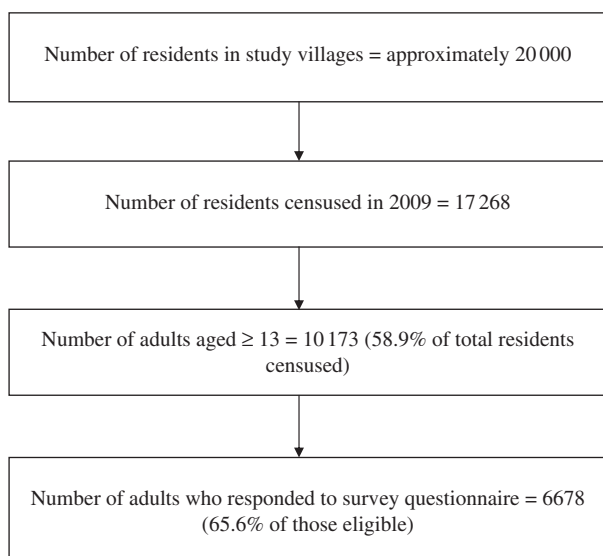 Number of residents in study villages = approximately 20 000
Number of residents censused in 2009 = 17 268
Number of adults aged ≥ 13 = 10 173 (58.9% of total residents
censused)
Number of adults who responded to survey questionnaire = 6678
(65.6% of those eligible)